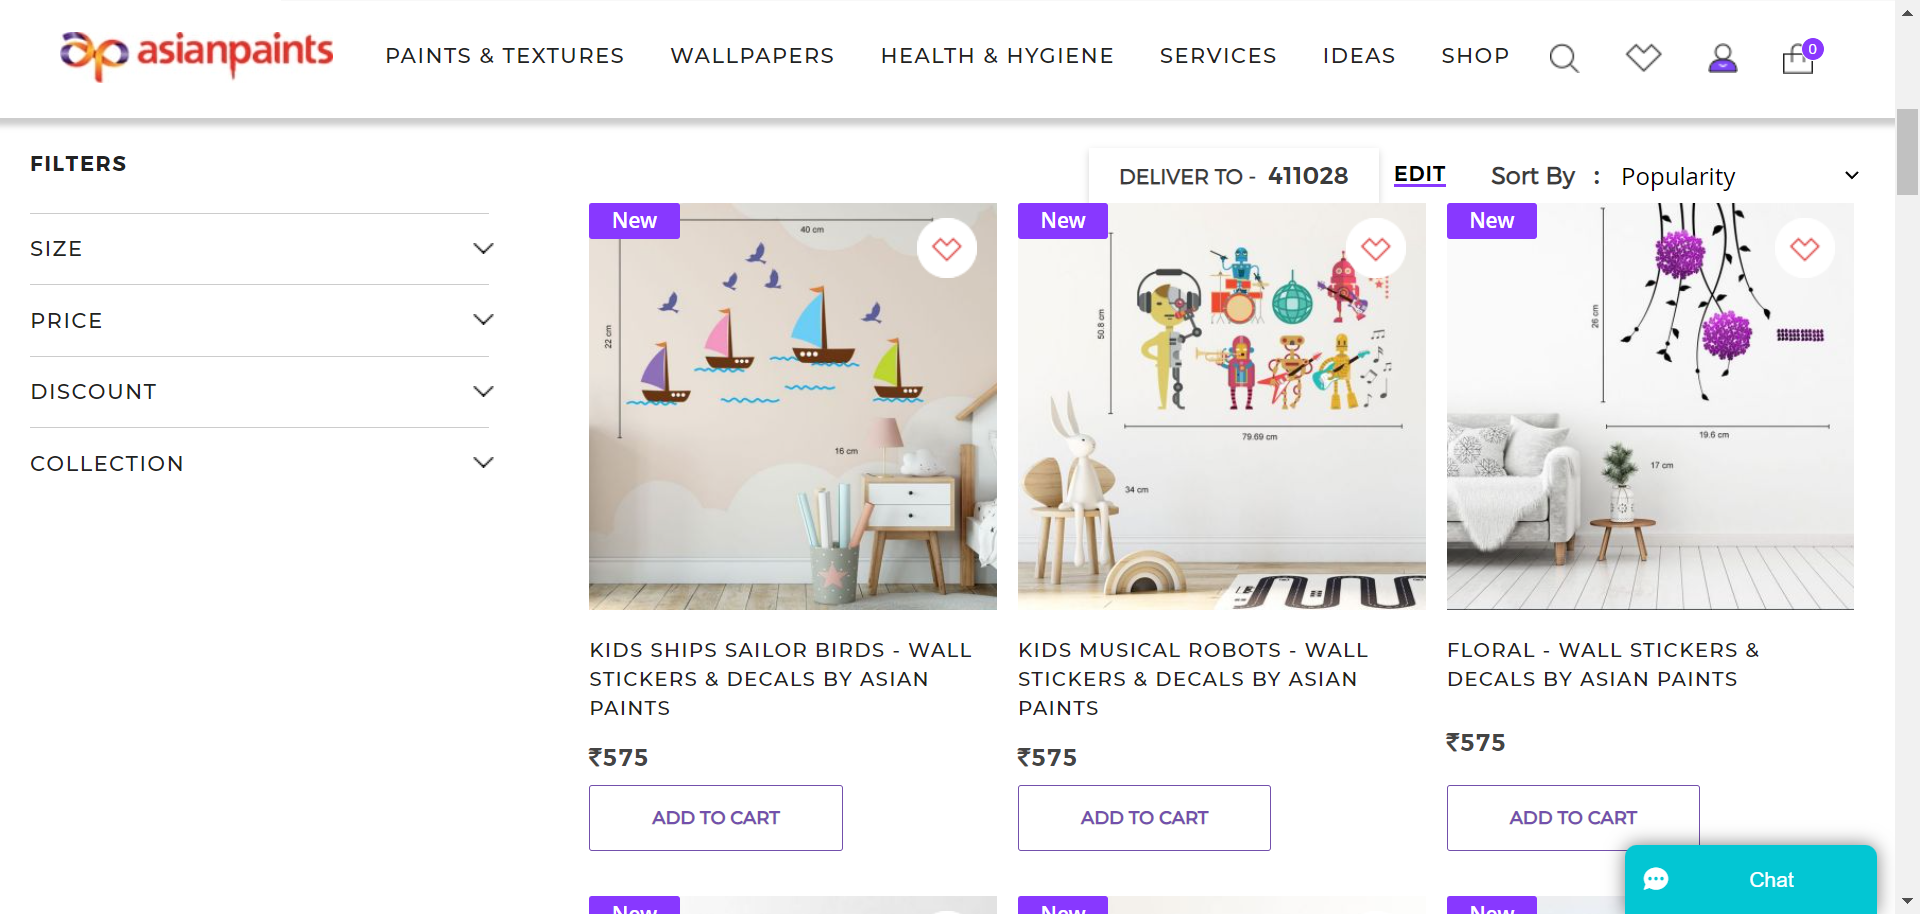 asianpaints
PAINTS & TEXTURES
WALLPAPERS
HEALTH & HYGIENE
SERVICES
IDEAS
SHOP
0
FILTERS
SIZE
PRICE
DISCOUNT
COLLECTION
DELIVER TO - 411028
EDIT
Sort By : Popularity
New
40 cm
22 cm
16 cm
KIDS SHIPS SAILOR BIRDS - WALL
STICKERS & DECALS BY ASIAN
PAINTS
₹575
ADD TO CART
New
50.8 cm
79.69 cm
34 cm
KIDS MUSICAL ROBOTS - WALL
STICKERS & DECALS BY ASIAN
PAINTS
₹575
ADD TO CART
New
26 cm
19.6 cm
17 cm
FLORAL - WALL STICKERS &
DECALS BY ASIAN PAINTS
₹575
ADD TO CART
Chat
New
New
New